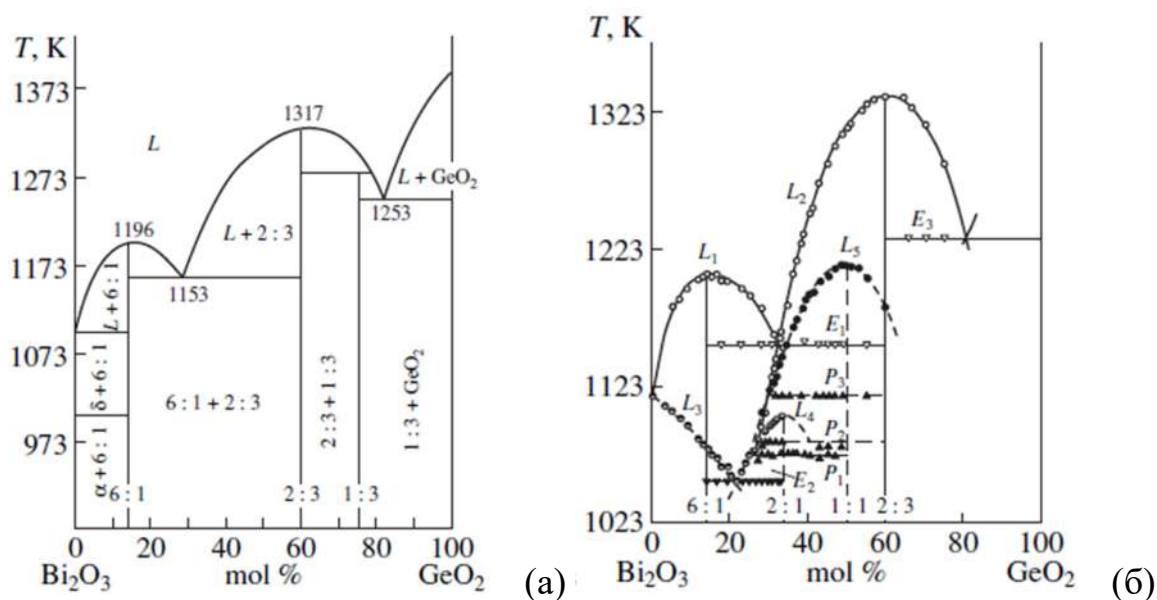 T, K
1373
1273
1173
1073
973
L
1317
L + GeO₂
1196
1253
L + 2 : 3
1153
L + 6 : 1
δ + 6 : 1
α + 6 : 1
6 : 1 + 2 : 3
2 : 3 + 1 : 3
1 : 3 + GeO₂
6 : 1
2 : 3
1 : 3
0 20 40 60 80 100
Bi₂O₃ mol % GeO₂
(а)
T, K
1323
1223
1123
1023
L₂
E₃
L₁
L₅
E₁
P₃
L₃
L₄
P₂
P₁
E₂
6 : 1
2 : 1
1 : 1
2 : 3
0 20 40 60 80 100
Bi₂O₃ mol % GeO₂
(б)